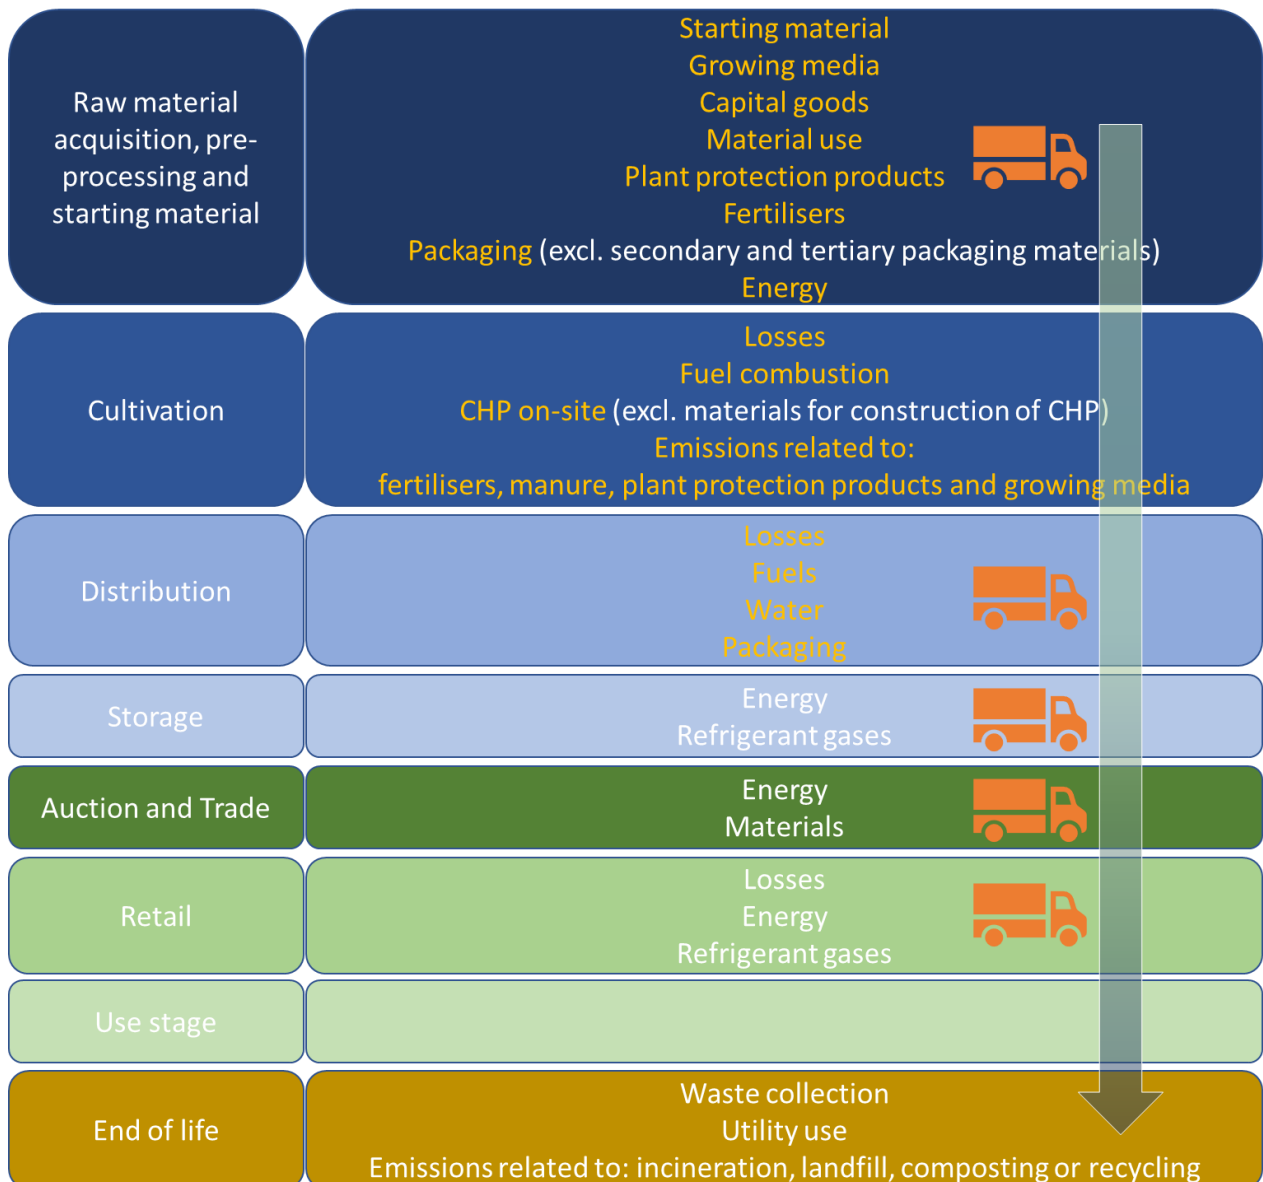 Raw material
acquisition, pre-
processing and
starting material
Starting material
Growing media
Capital goods
Material use
Plant protection products
Fertilisers
Packaging (excl. secondary and tertiary packaging materials)
Energy
Cultivation
Losses
Fuel combustion
CHP on-site (excl. materials for construction of CHP)
Emissions related to:
fertilisers, manure, plant protection products and growing media
Distribution
Losses
Fuels
Water
Packaging
Storage
Energy
Refrigerant gases
Auction and Trade
Energy
Materials
Retail
Losses
Energy
Refrigerant gases
Use stage
End of life
Waste collection
Utility use
Emissions related to: incineration, landfill, composting or recycling